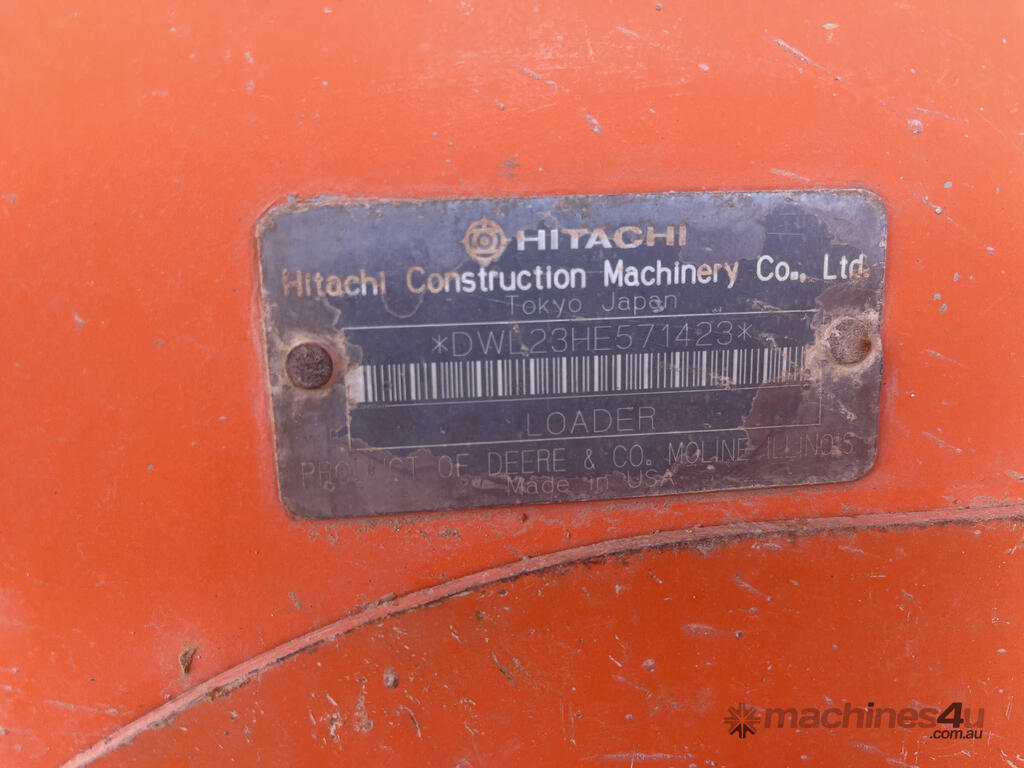 HITACHI
Hitachi Construction Machinery Co., Ltd.
Tokyo Japan
*DWL23HE571423*
LOADER
PRODUCT OF DEERE & CO. MOLINE ILLINOIS
Made in USA
machines4u
.com.au